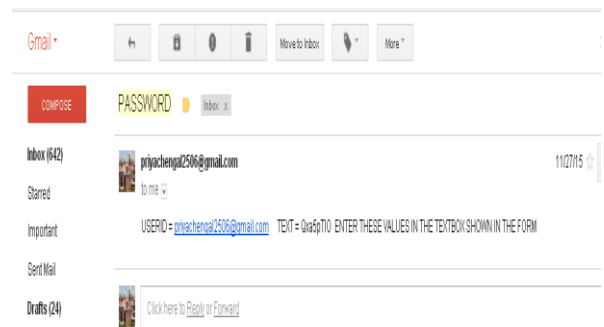 Gmail
Move to Inbox
More
COMPOSE
PASSWORD
Inbox x
Inbox (642)
priyachengal2506@gmail.com
11/27/15
Starred
to me
Important
USERID = priyachengal2506@gmail.com TEXT = Qxa5pTI0 ENTER THESE VALUES IN THE TEXTBOX SHOWN IN THE FORM
Sent Mail
Drafts (24)
Click here to Reply or Forward